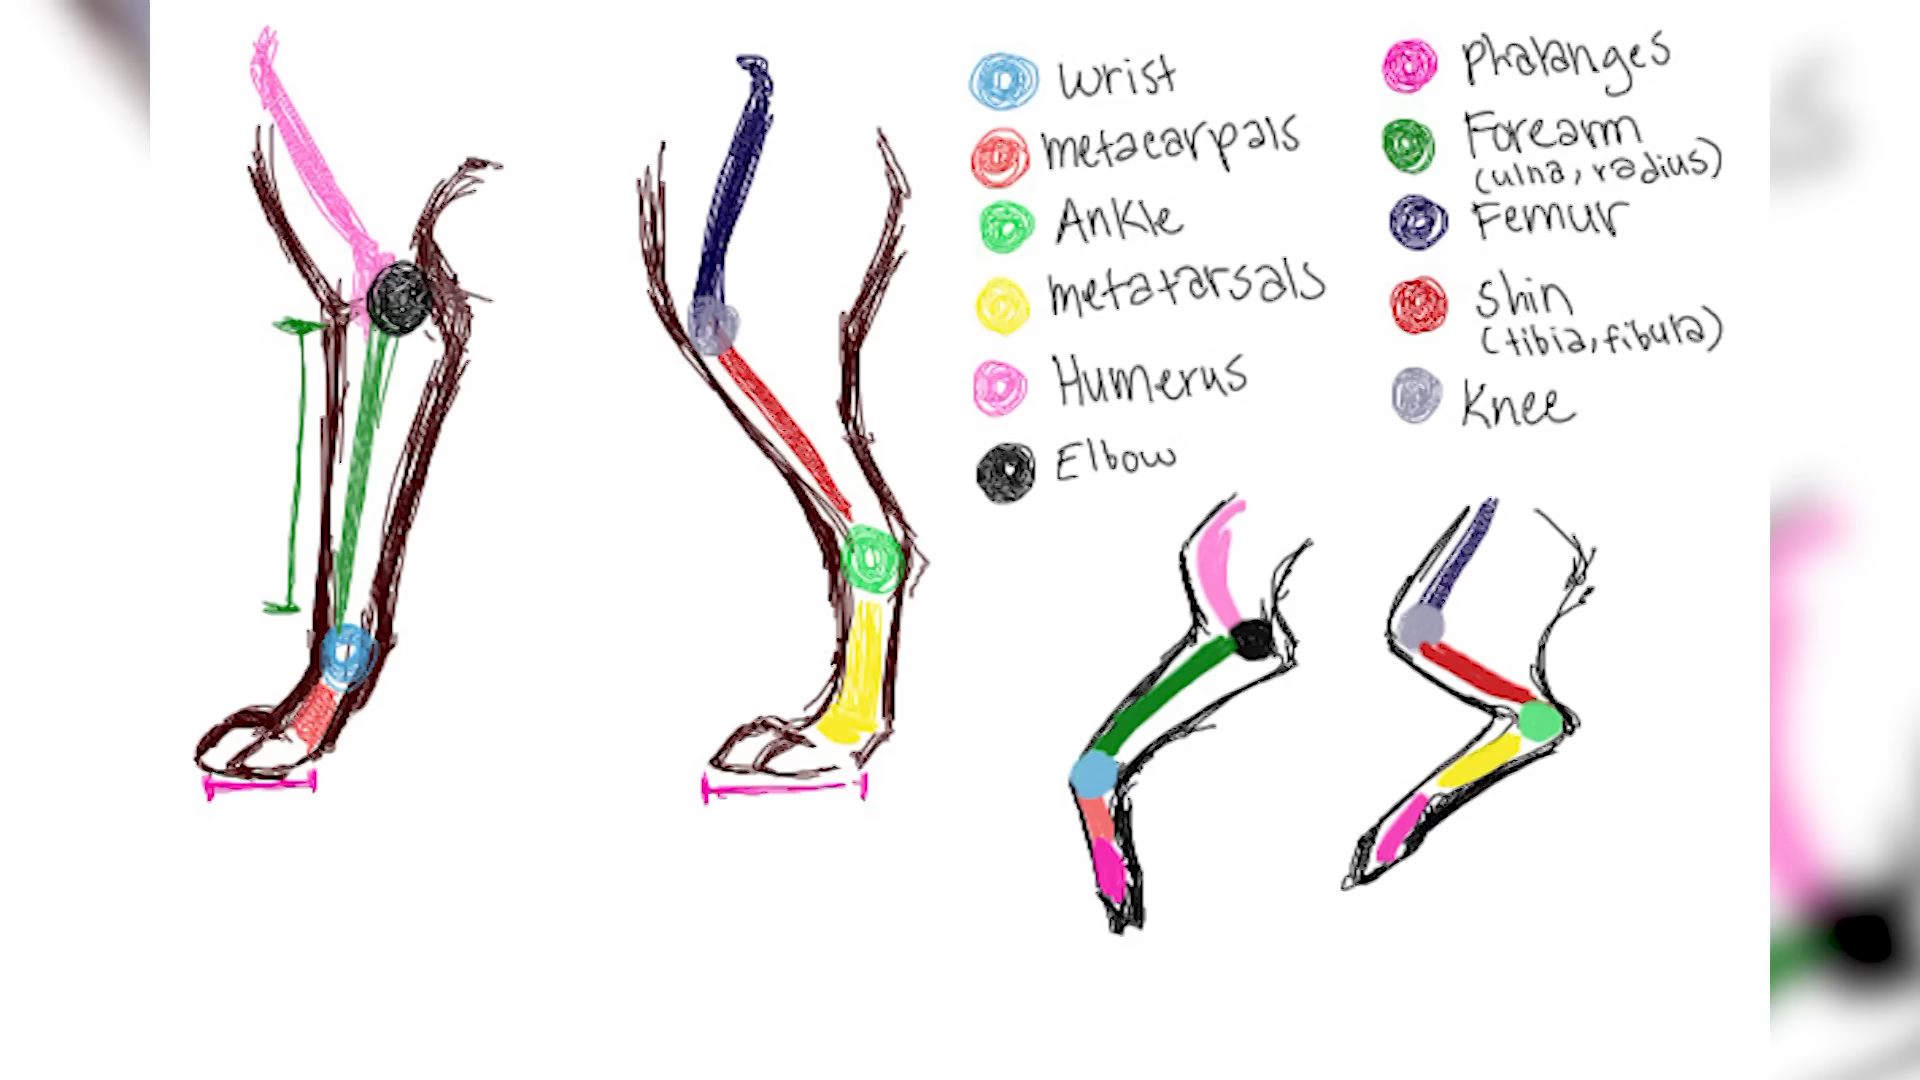 wrist
metacarpals
Ankle
metatarsals
Humerus
Elbow
Phalanges
Forearm
(ulna, radius)
Femur
Shin
(tibia, fibula)
Knee